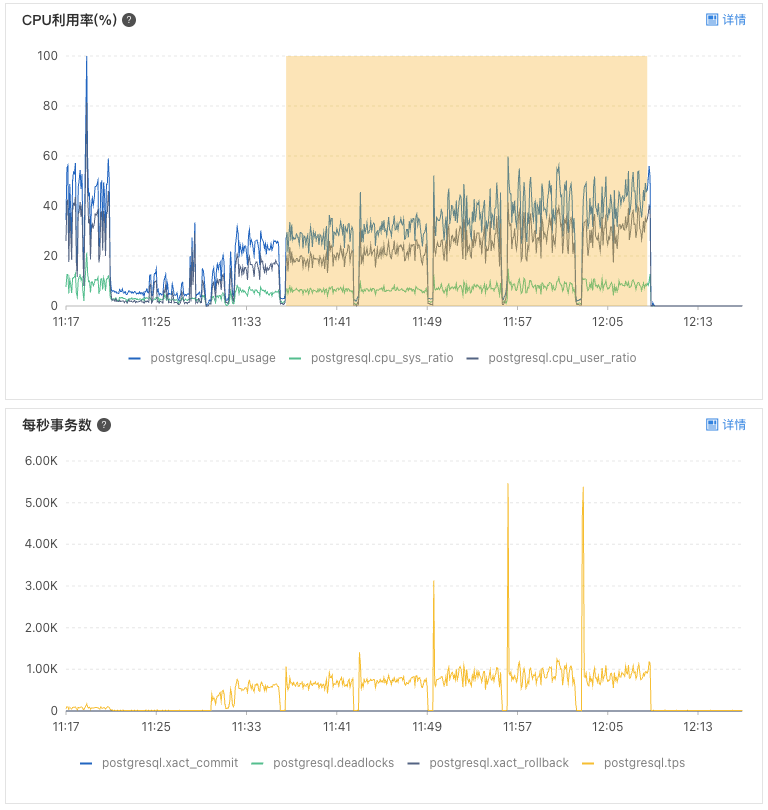 CPU利用率(%) ?
详情
100
80
60
40
20
0
11:17 11:25 11:33 11:41 11:49 11:57 12:05 12:13
postgresql.cpu_usage postgresql.cpu_sys_ratio postgresql.cpu_user_ratio
每秒事务数 ?
详情
6.00K
5.00K
4.00K
3.00K
2.00K
1.00K
0
11:17 11:25 11:33 11:41 11:49 11:57 12:05 12:13
postgresql.xact_commit postgresql.deadlocks postgresql.xact_rollback postgresql.tps